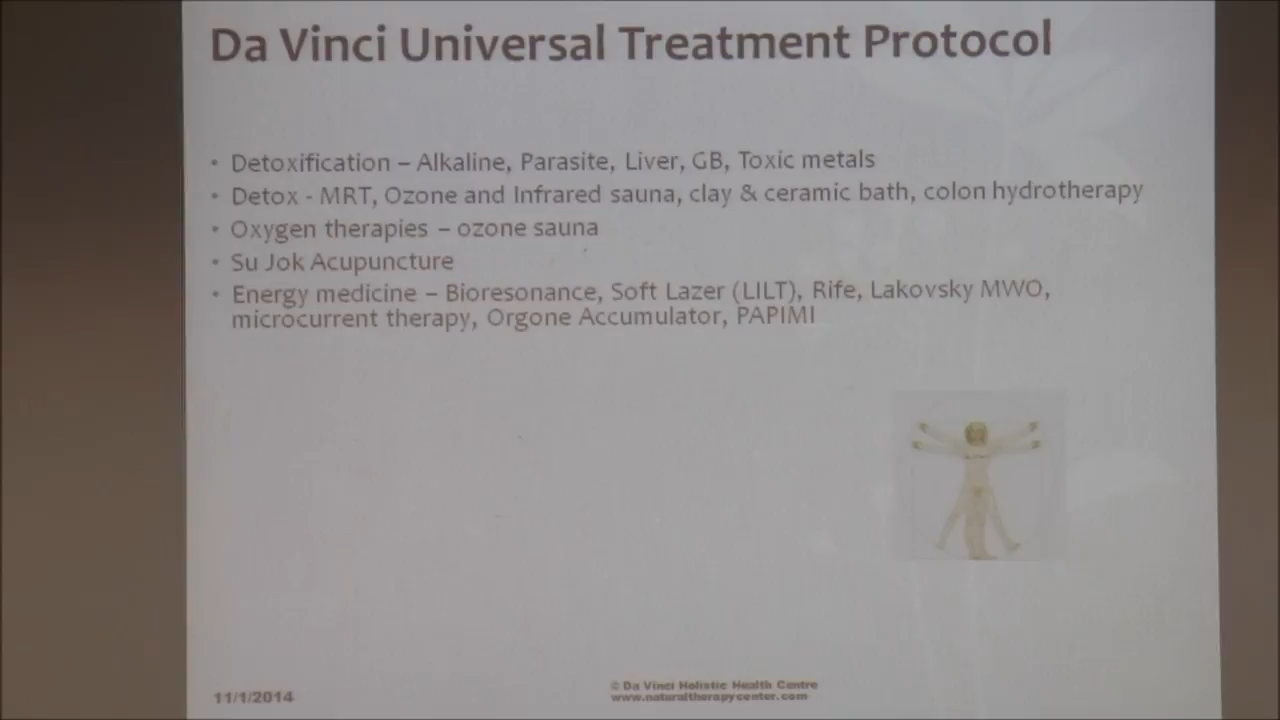 Da Vinci Universal Treatment Protocol
• Detoxification – Alkaline, Parasite, Liver, GB, Toxic metals
• Detox - MRT, Ozone and Infrared sauna, clay & ceramic bath, colon hydrotherapy
• Oxygen therapies – ozone sauna
• Su Jok Acupuncture
• Energy medicine – Bioresonance, Soft Lazer (LILT), Rife, Lakovsky MWO,
microcurrent therapy, Orgone Accumulator, PAPIMI
11/1/2014
© Da Vinci Holistic Health Centre
www.naturaltherapycenter.com